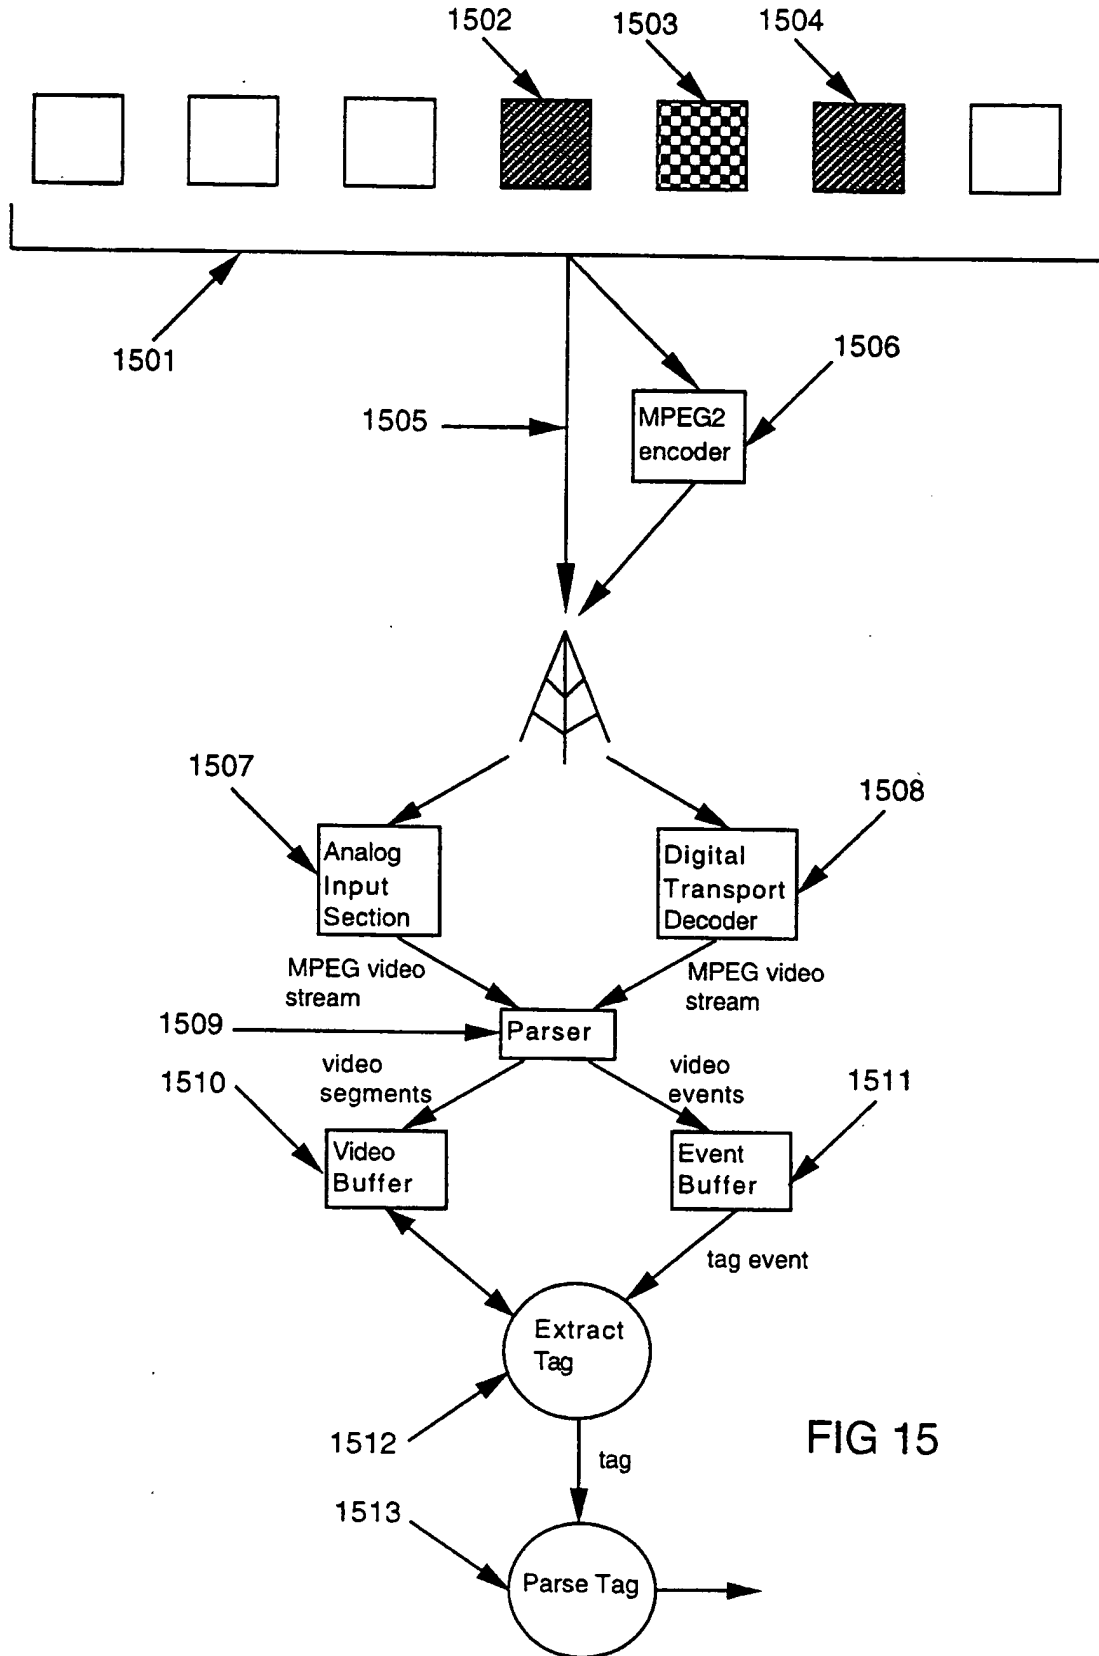 1502
1503
1504
1501
1506
1505
MPEG2
encoder
1507
1508
Analog
Input
Section
Digital
Transport
Decoder
MPEG video
stream
MPEG video
stream
1509
Parser
video
segments
video
events
1510
1511
Video
Buffer
Event
Buffer
tag event
Extract
Tag
1512
FIG 15
tag
1513
Parse Tag